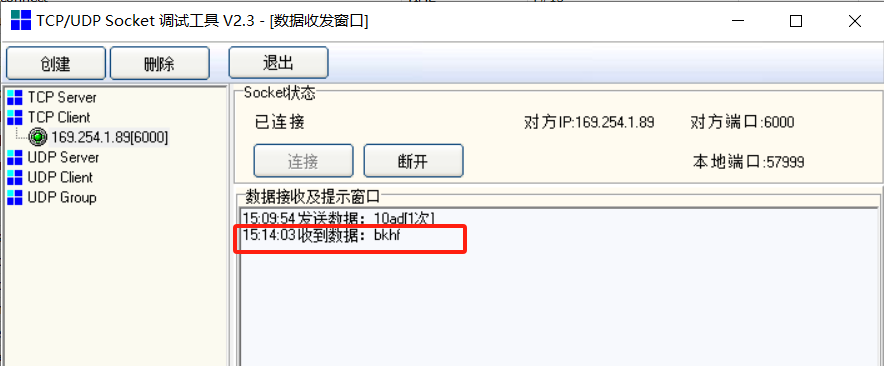 TCP/UDP Socket 调试工具 V2.3 - [数据收发窗口]
创建 删除 退出
TCP Server
TCP Client
169.254.1.89[6000]
UDP Server
UDP Client
UDP Group
Socket状态
已连接 对方IP:169.254.1.89 对方端口:6000
连接 断开 本地端口:57999
数据接收及提示窗口
15:09:54 发送数据：10ad[1次]
15:14:03 收到数据：bkhf